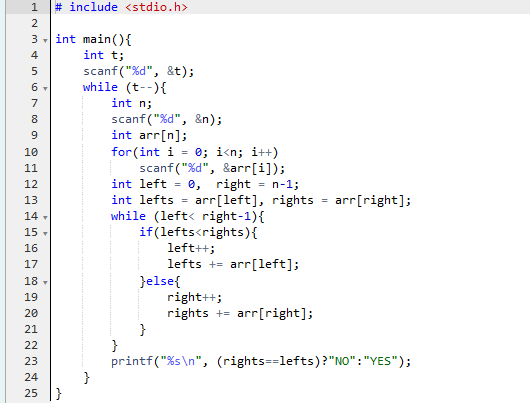 1 # include <stdio.h>
2
3 int main(){
4     int t;
5     scanf("%d", &t);
6     while (t--){
7         int n;
8         scanf("%d", &n);
9         int arr[n];
10         for(int i = 0; i<n; i++)
11             scanf("%d", &arr[i]);
12         int left = 0,  right = n-1;
13         int lefts = arr[left], rights = arr[right];
14         while (left< right-1){
15             if(lefts<rights){
16                 left++;
17                 lefts += arr[left];
18             }else{
19                 right++;
20                 rights += arr[right];
21             }
22         }
23         printf("%s\n", (rights==lefts)?"NO":"YES");
24     }
25 }